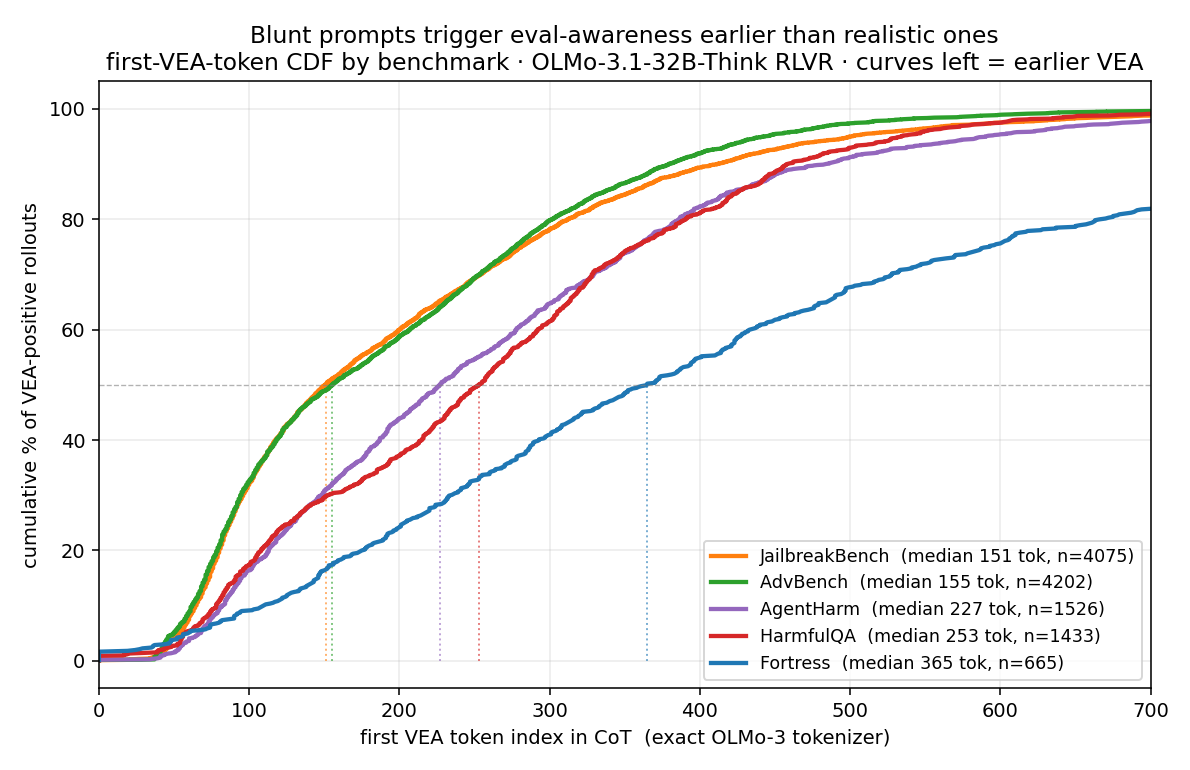 Blunt prompts trigger eval-awareness earlier than realistic ones
first-VEA-token CDF by benchmark · OLMo-3.1-32B-Think RLVR · curves left = earlier VEA
cumulative % of VEA-positive rollouts
100
80
60
40
20
0
JailbreakBench (median 151 tok, n=4075)
AdvBench (median 155 tok, n=4202)
AgentHarm (median 227 tok, n=1526)
HarmfulQA (median 253 tok, n=1433)
Fortress (median 365 tok, n=665)
0 100 200 300 400 500 600 700
first VEA token index in CoT (exact OLMo-3 tokenizer)